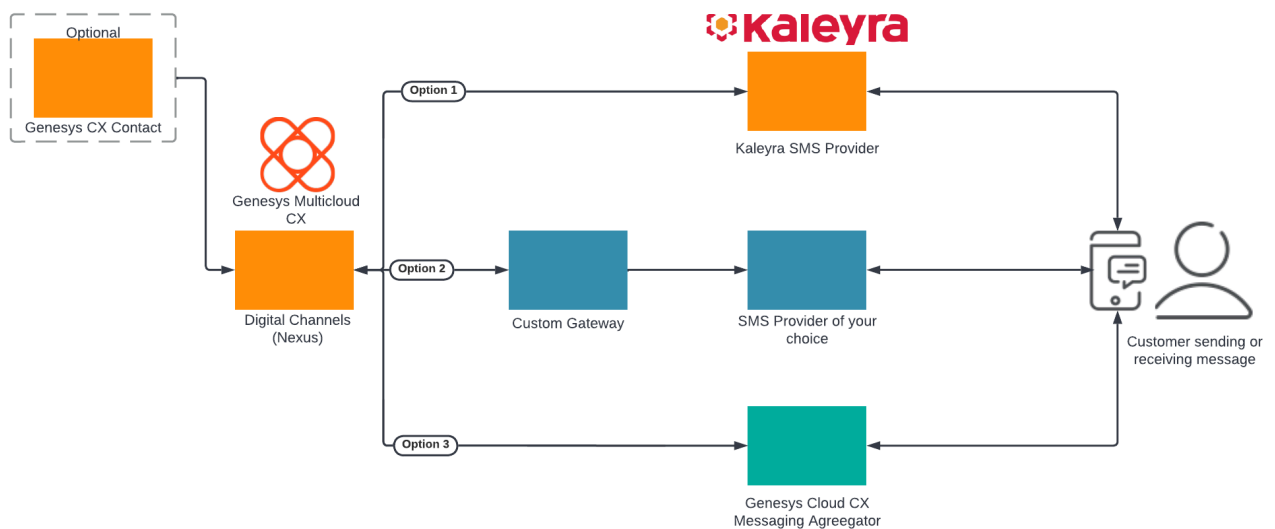 Optional
Genesys CX Contact
Kaleyra
Option 1
Kaleyra SMS Provider
Genesys Multicloud
CX
Option 2
Digital Channels
(Nexus)
Custom Gateway
SMS Provider of your
choice
Customer sending or
receiving message
Option 3
Genesys Cloud CX
Messaging Agreegator